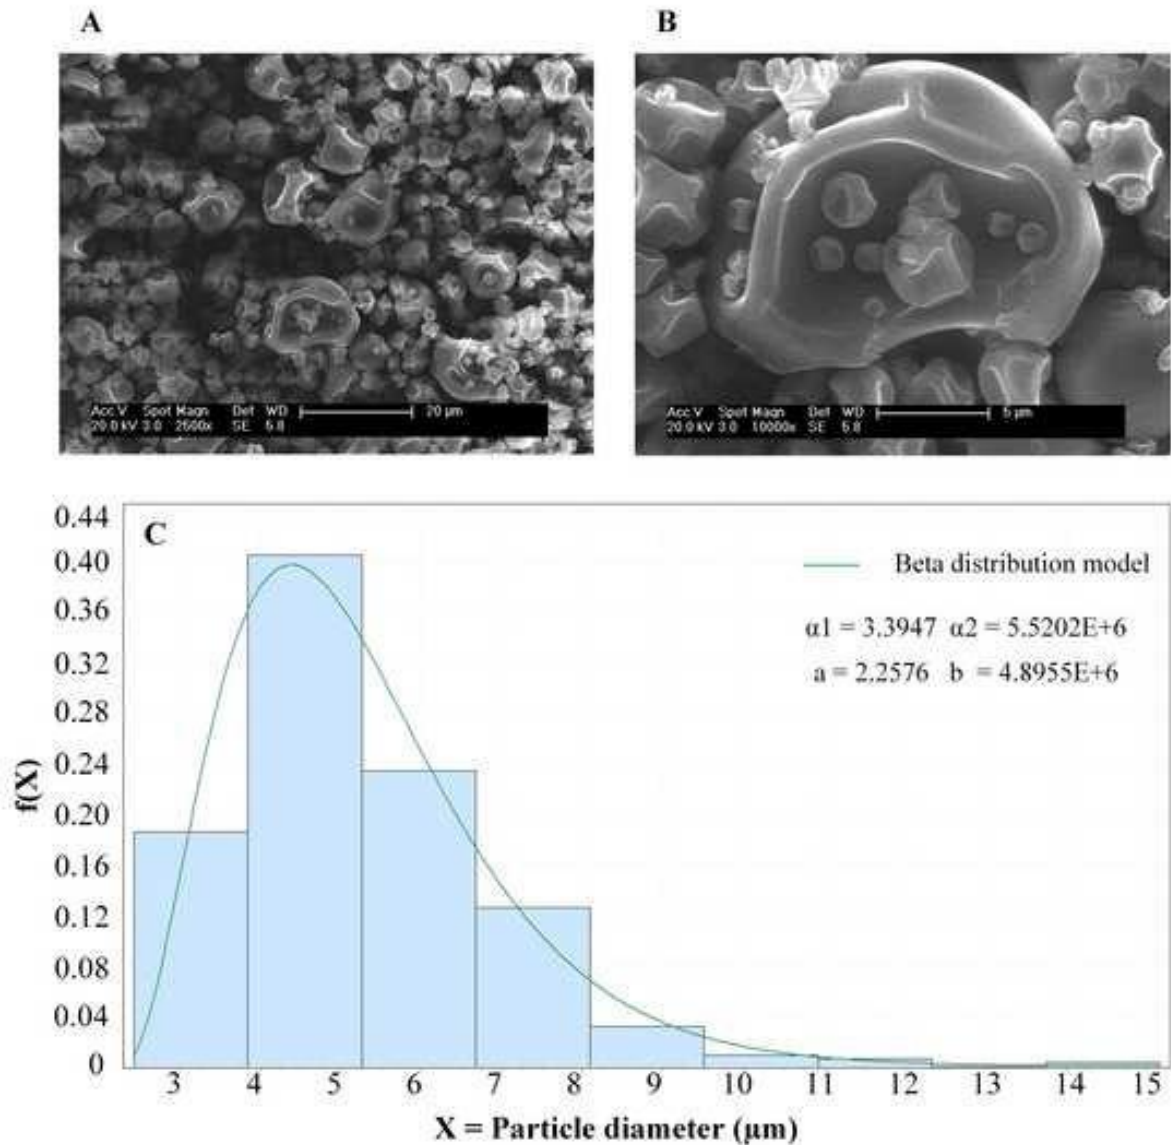 A
B
Acc.V Spot Magn Det WD 20 µm
20.0 kV 3.0 2500x SE 5.8
Acc.V Spot Magn Det WD 5 µm
20.0 kV 3.0 10000x SE 5.8
C
Beta distribution model
α1 = 3.3947 α2 = 5.5202E+6
a = 2.2576 b = 4.8955E+6
f(X)
0.44
0.40
0.36
0.32
0.28
0.24
0.20
0.16
0.12
0.08
0.04
0
3 4 5 6 7 8 9 10 11 12 13 14 15
X = Particle diameter (µm)